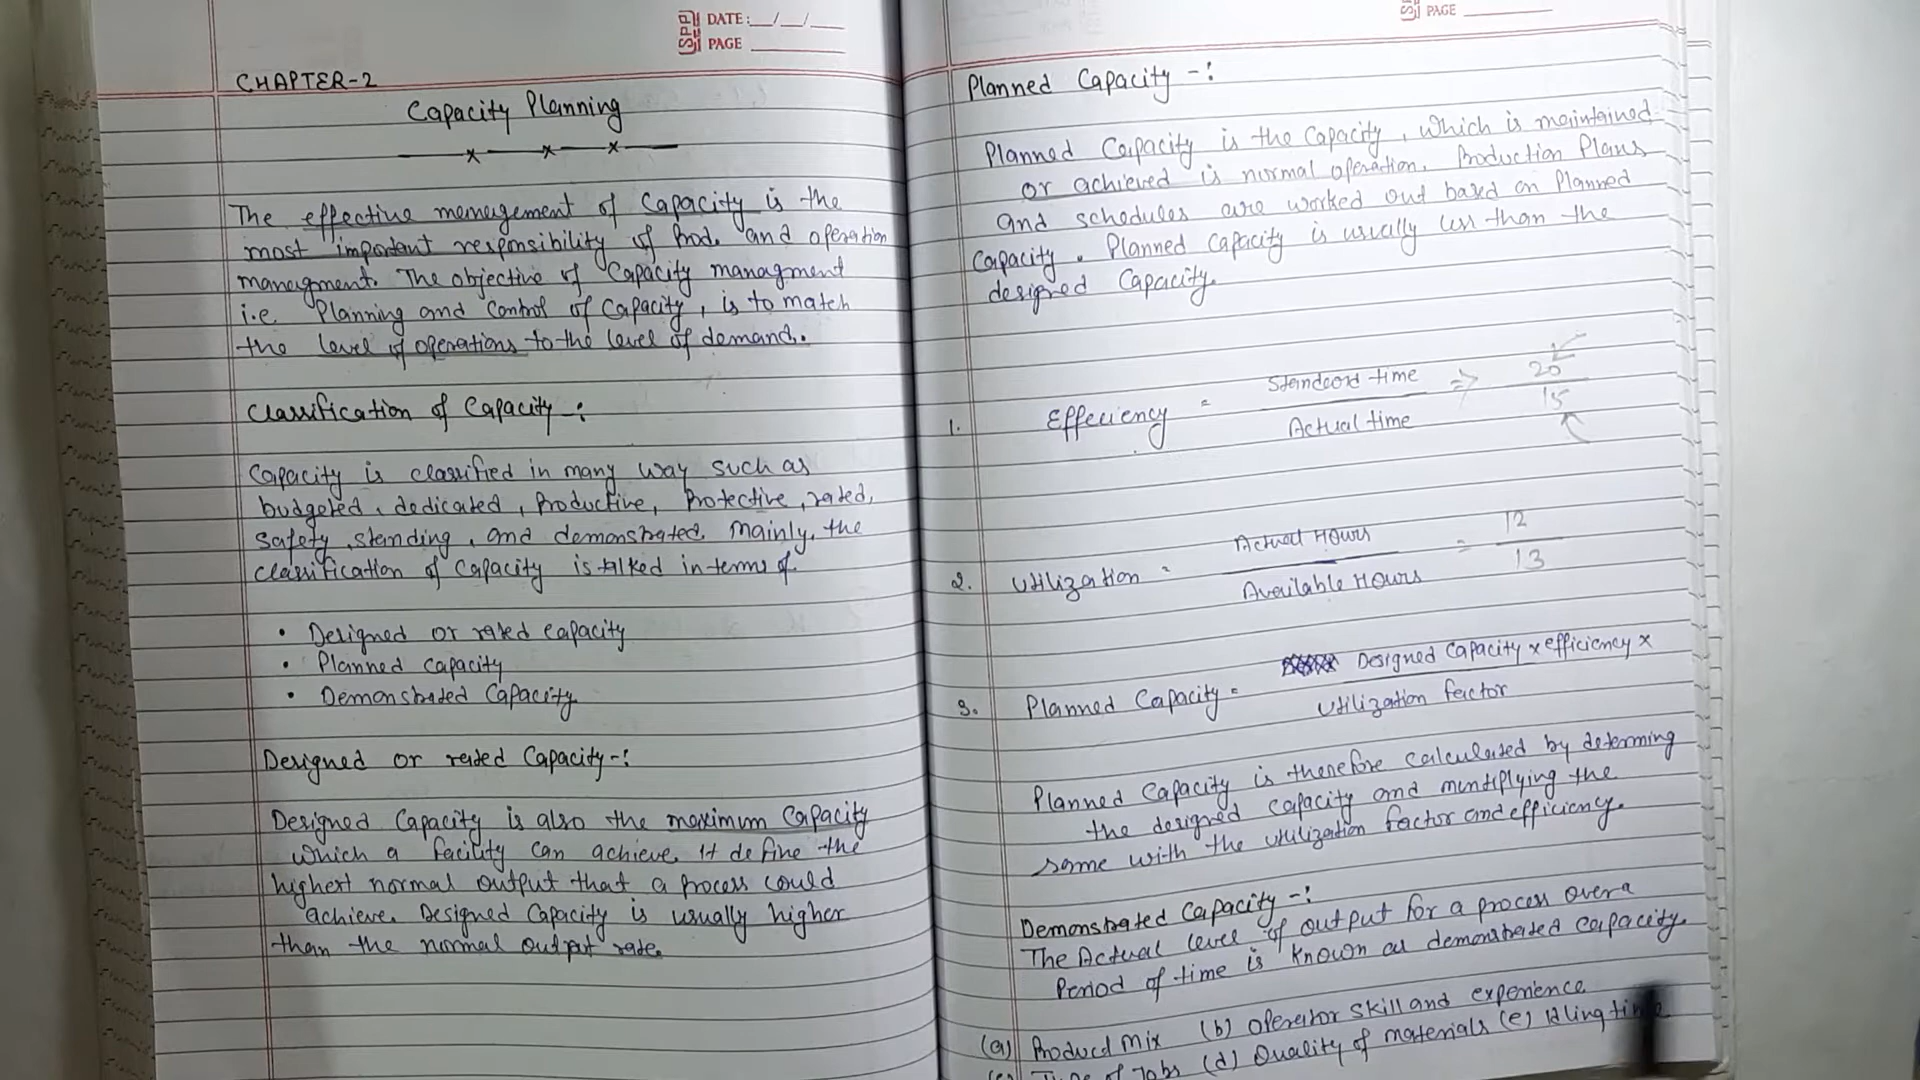 SPP DATE: __/__/__
PAGE
CHAPTER-2
Capacity Planning
The effective menegement of capacity is the
most important responsibility of Prod. and operation
managment. The objective of capacity managment
i.e. Planning and control of capacity, is to match
the level of operations to the level of demand.
Classification of Capacity -:
Capacity is classified in many way such as
budgeted, dedicated, Productive, Protective, rated,
safety, standing, and demonstrated. Mainly, the
classification of capacity is talked in terms of.
• Designed or rated capacity
• Planned capacity
• Demonstrated Capacity
Designed or rated Capacity -:
Designed Capacity is also the maximum capacity
which a facility can achieve. It define the
highest normal output that a process could
achieve. Designed Capacity is usually higher
than the normal output rate.
PAGE
Planned Capacity -:
Planned Capacity is the capacity, which is maintained
or achieved is normal operation. Production Plans
and schedules are worked out based on Planned
capacity. Planned capacity is usually less than the
designed Capacity.
1. Effeciency = Standard time / Actual time => 20 / 15
2. Utilization = Actual Hours / Available Hours = 12 / 13
3. Planned Capacity = Designed capacity x efficiency x / Utilization factor
Planned Capacity is therefore calculated by determing
the designed capacity and multiplying the
same with the utilization factor and efficiency.
Demonstrated Capacity -:
The Actual level of output for a process over a
Period of time is known as demonstrated capacity.
(a) Product Mix (b) operator skill and experience
Type of Jobs (d) Quality of materials (e) Idling time